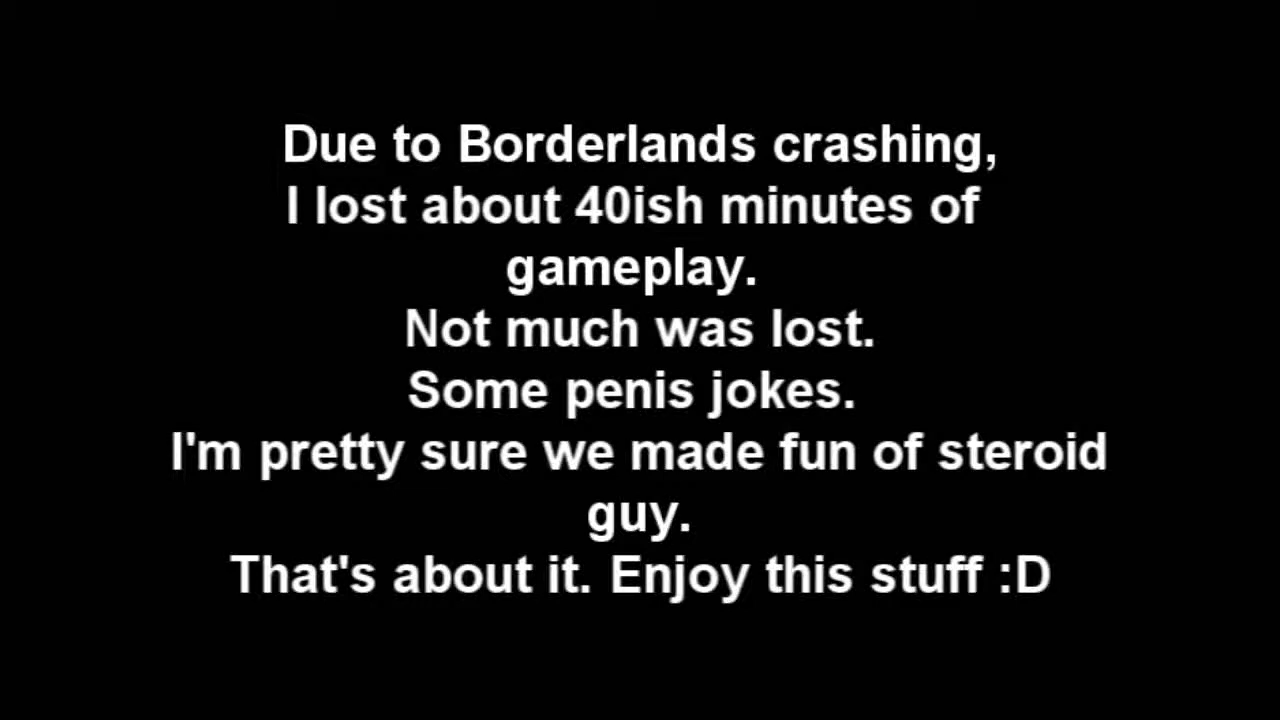 Due to Borderlands crashing,
I lost about 40ish minutes of
gameplay.
Not much was lost.
Some penis jokes.
I'm pretty sure we made fun of steroid
guy.
That's about it. Enjoy this stuff :D